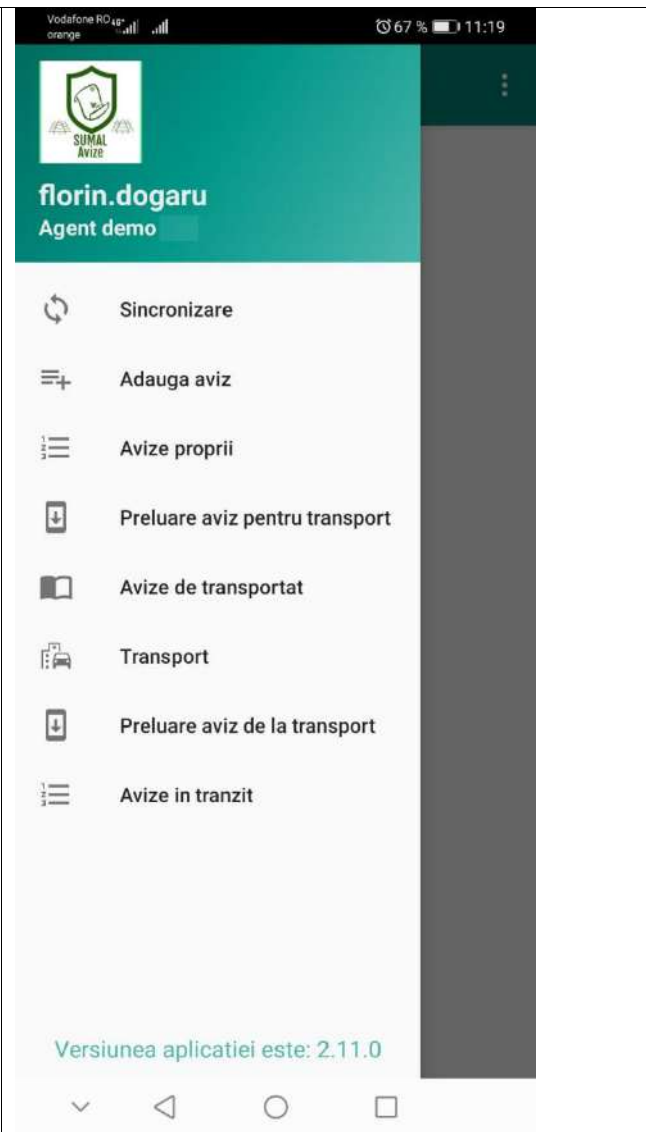 Vodafone RO 4G+
orange
67 % 11:19
SUMAL
Avize
florin.dogaru
Agent demo
Sincronizare
Adauga aviz
Avize proprii
Preluare aviz pentru transport
Avize de transportat
Transport
Preluare aviz de la transport
Avize in tranzit
Versiunea aplicatiei este: 2.11.0